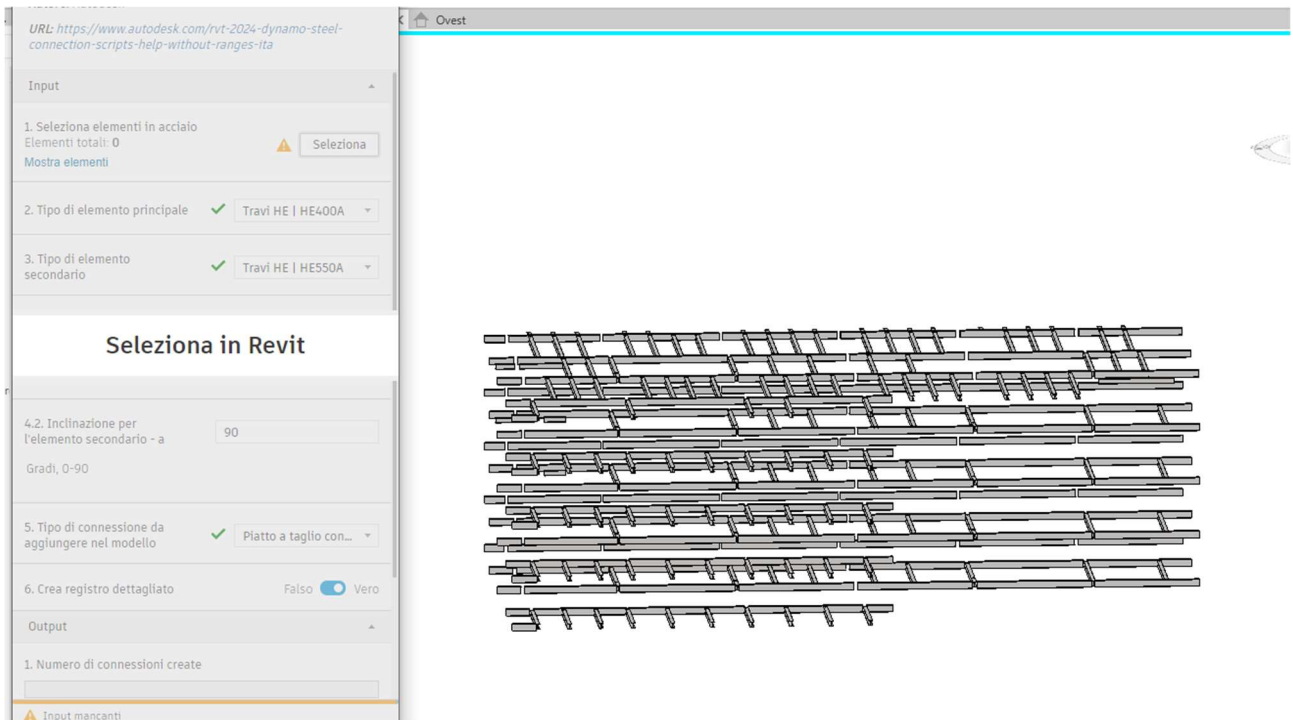 Ovest
URL: https://www.autodesk.com/rvt-2024-dynamo-steel-
connection-scripts-help-without-ranges-ita
Input
1. Seleziona elementi in acciaio
Elementi totali: 0
Seleziona
Mostra elementi
2. Tipo di elemento principale
Travi HE | HE400A
3. Tipo di elemento
secondario
Travi HE | HE550A
Seleziona in Revit
4.2. Inclinazione per
l'elemento secondario - a
90
Gradi, 0-90
5. Tipo di connessione da
aggiungere nel modello
Piatto a taglio con...
6. Crea registro dettagliato
Falso
Vero
Output
1. Numero di connessioni create
Input mancanti